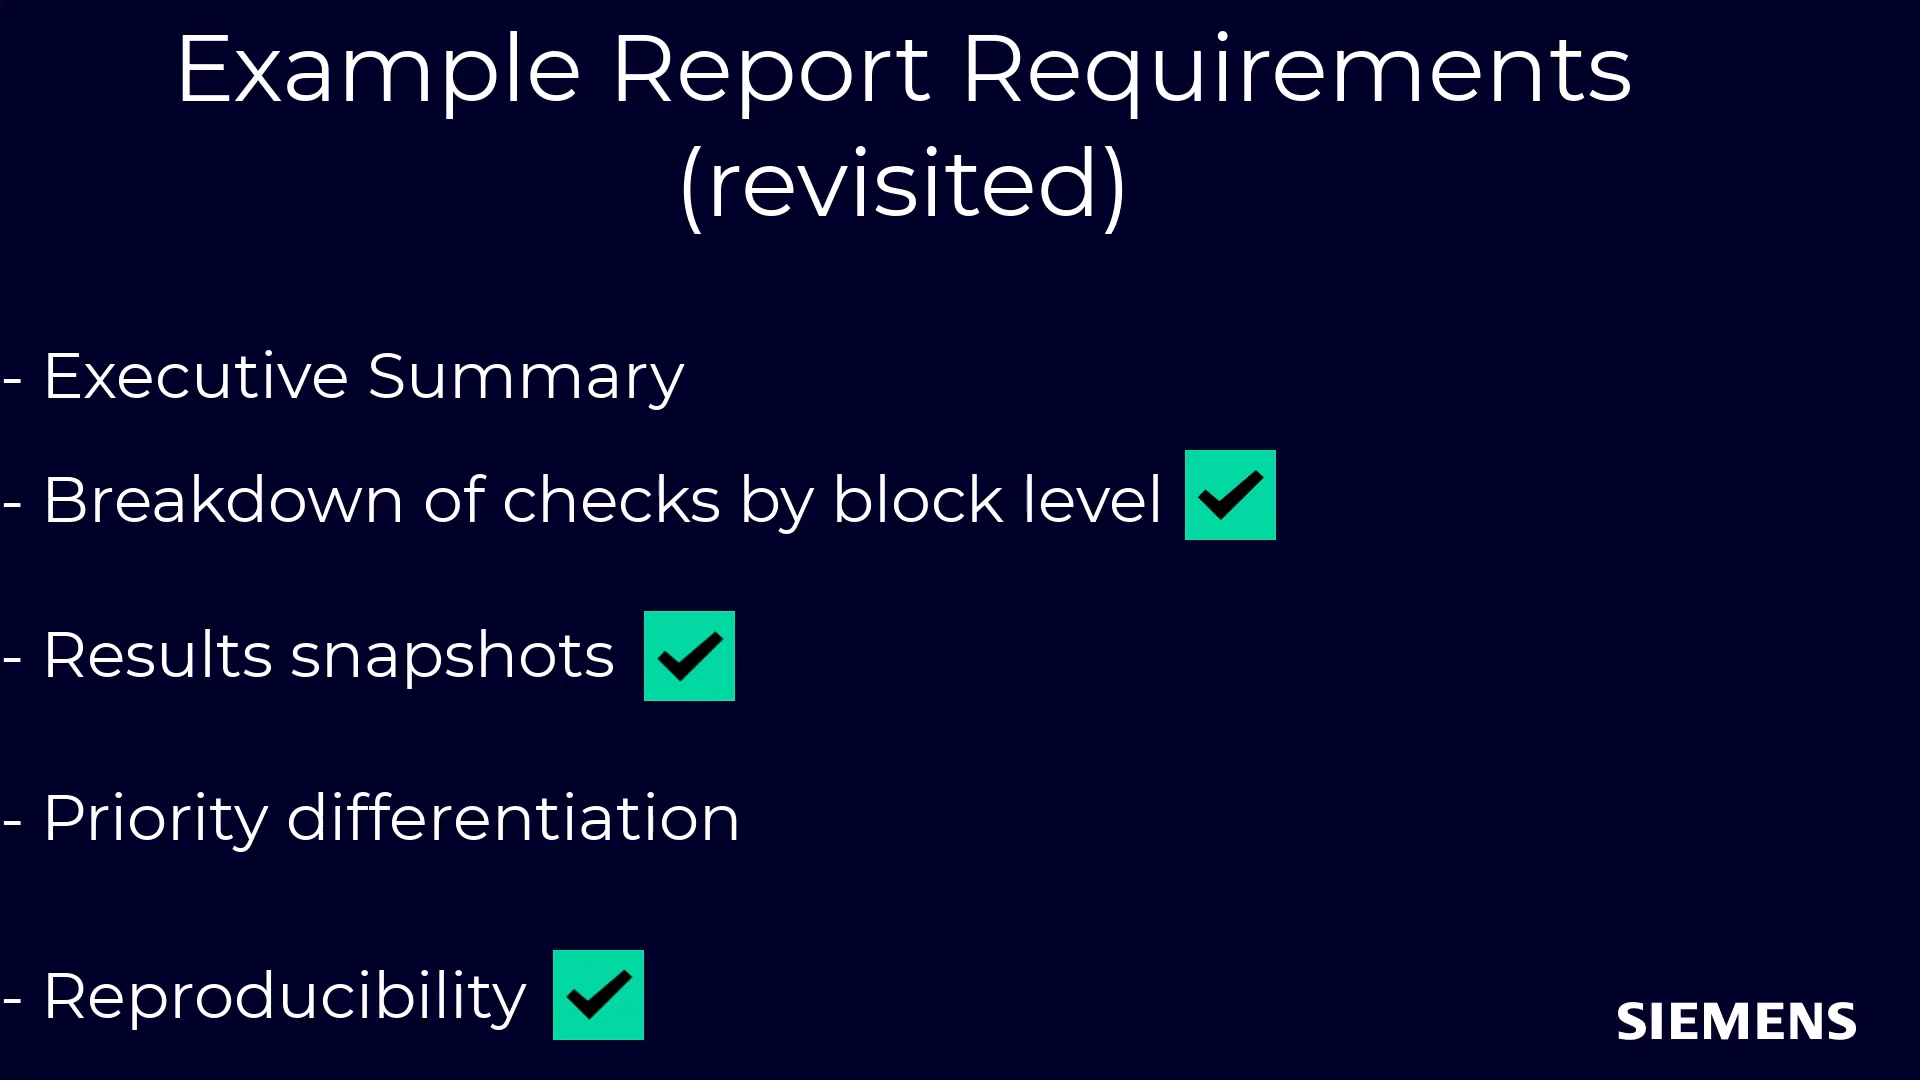 Example Report Requirements
(revisited)
- Executive Summary
- Breakdown of checks by block level
- Results snapshots
- Priority differentiation
- Reproducibility
SIEMENS